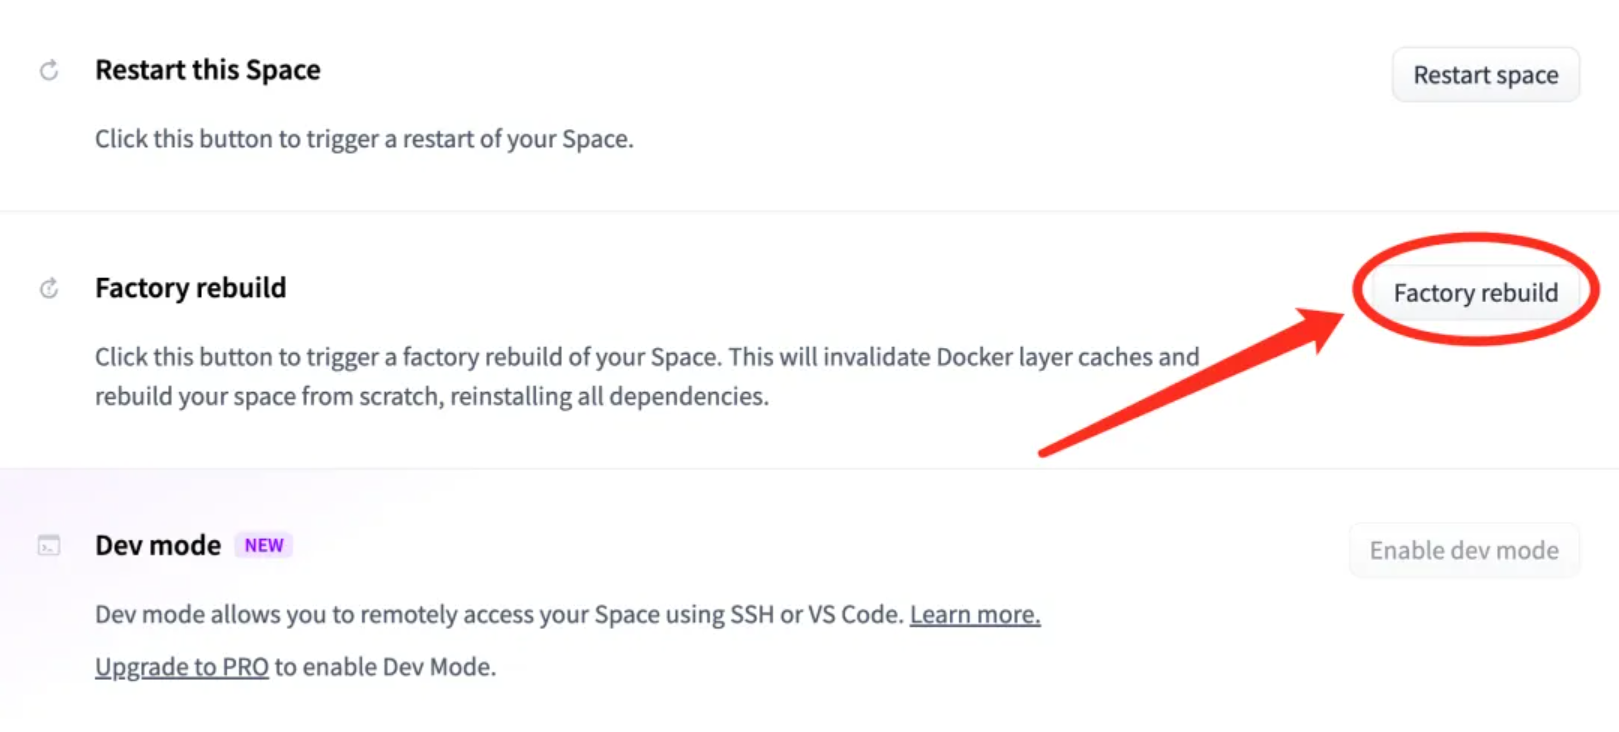 Restart this Space
Restart space
Click this button to trigger a restart of your Space.
Factory rebuild
Factory rebuild
Click this button to trigger a factory rebuild of your Space. This will invalidate Docker layer caches and
rebuild your space from scratch, reinstalling all dependencies.
Dev mode NEW
Enable dev mode
Dev mode allows you to remotely access your Space using SSH or VS Code. Learn more.
Upgrade to PRO to enable Dev Mode.